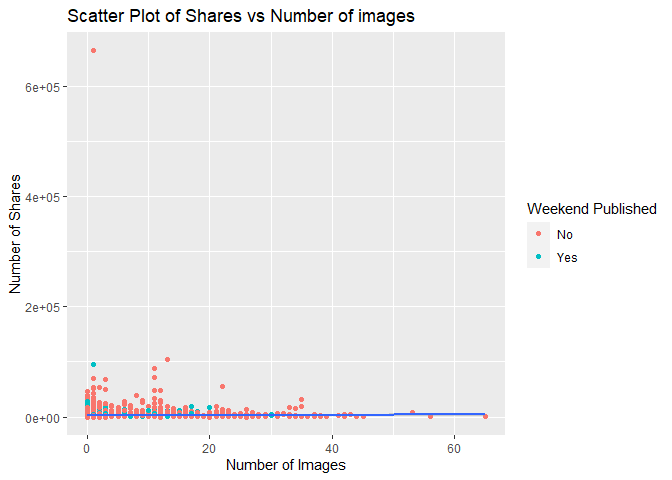 Scatter Plot of Shares vs Number of images
6e+05
4e+05
2e+05
0e+00
Number of Shares
0 20 40 60
Number of Images
Weekend Published
No
Yes